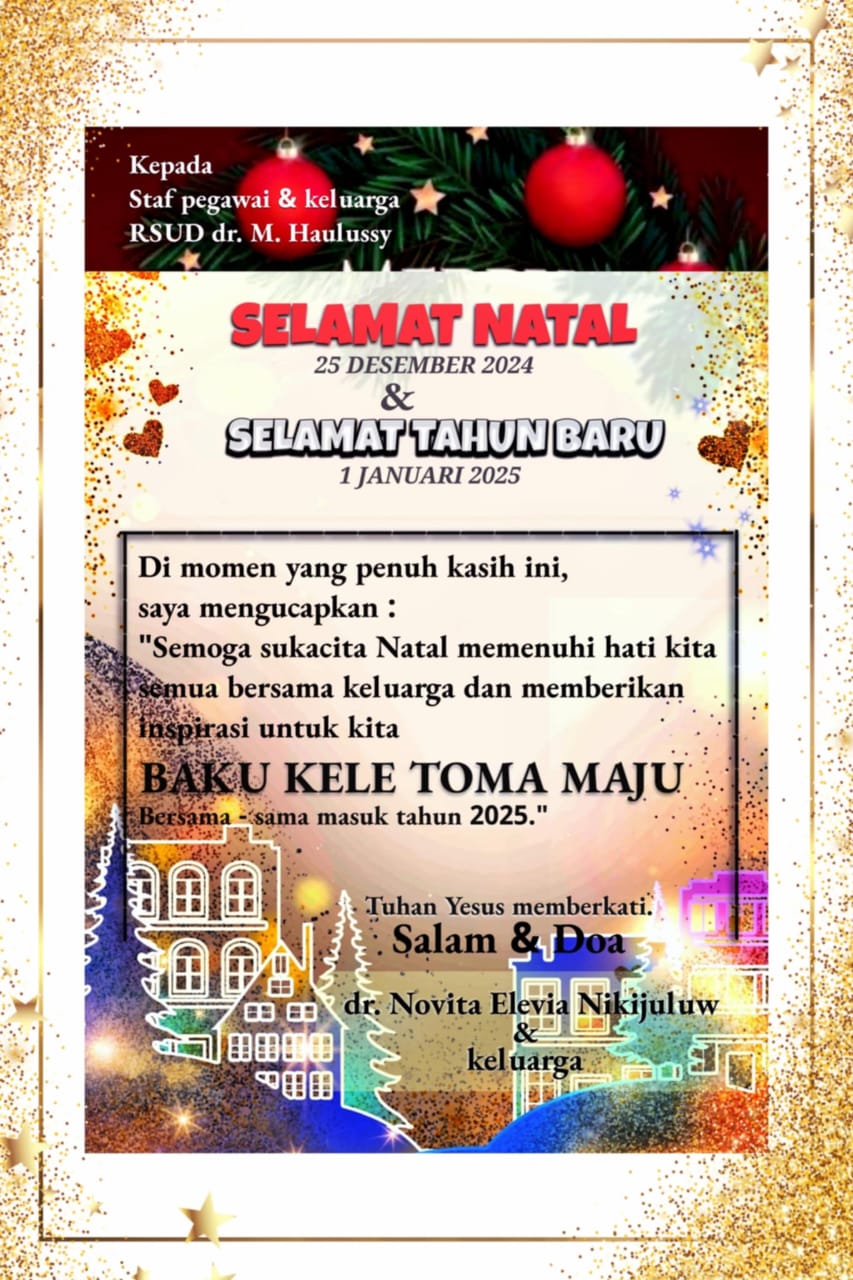 Kepada
Staf pegawai & keluarga
RSUD dr. M. Haulussy
SELAMAT NATAL
25 DESEMBER 2024
&
SELAMAT TAHUN BARU
1 JANUARI 2025
Di momen yang penuh kasih ini,
saya mengucapkan :
"Semoga sukacita Natal memenuhi hati kita
semua bersama keluarga dan memberikan
inspirasi untuk kita
BAKU KELE TOMA MAJU
Bersama - sama masuk tahun 2025."
Tuhan Yesus memberkati.
Salam & Doa
dr. Novita Elevia Nikijuluw
&
keluarga